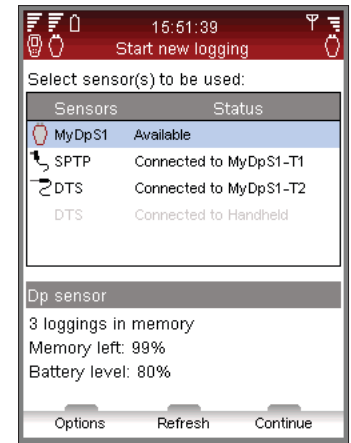 15:51:39
Start new logging
Select sensor(s) to be used:
Sensors Status
MyDpS1 Available
SPTP Connected to MyDpS1-T1
DTS Connected to MyDpS1-T2
DTS Connected to Handheld
Dp sensor
3 loggings in memory
Memory left: 99%
Battery level: 80%
Options Refresh Continue